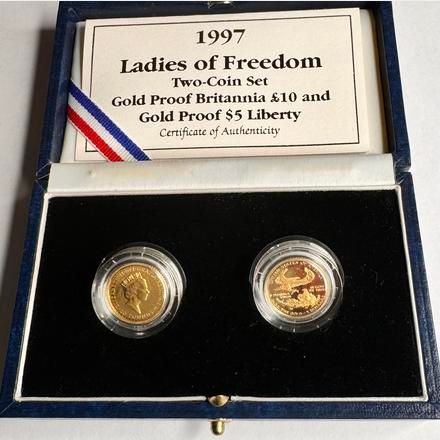 1997
Ladies of Freedom
Two-Coin Set
Gold Proof Britannia £10 and
Gold Proof $5 Liberty
Certificate of Authenticity